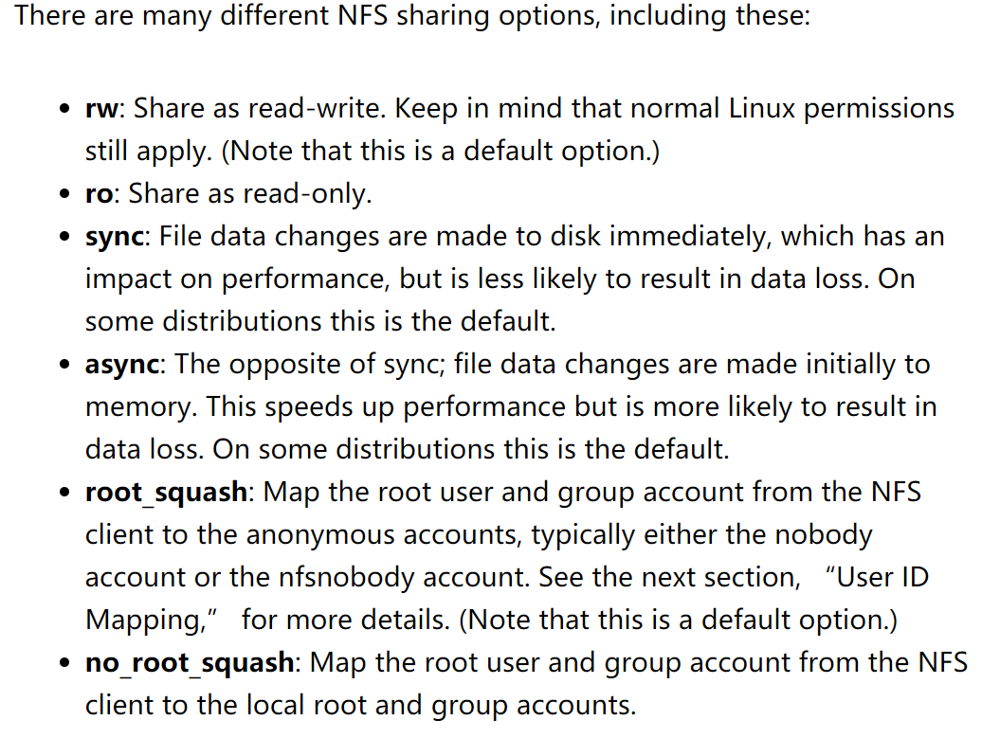 There are many different NFS sharing options, including these:
• rw: Share as read-write. Keep in mind that normal Linux permissions
still apply. (Note that this is a default option.)
• ro: Share as read-only.
• sync: File data changes are made to disk immediately, which has an
impact on performance, but is less likely to result in data loss. On
some distributions this is the default.
• async: The opposite of sync; file data changes are made initially to
memory. This speeds up performance but is more likely to result in
data loss. On some distributions this is the default.
• root_squash: Map the root user and group account from the NFS
client to the anonymous accounts, typically either the nobody
account or the nfsnobody account. See the next section, “User ID
Mapping,” for more details. (Note that this is a default option.)
• no_root_squash: Map the root user and group account from the NFS
client to the local root and group accounts.